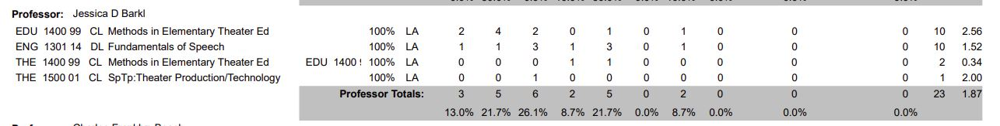 Professor: Jessica D Barkl
EDU 1400 99 CL Methods in Elementary Theater Ed 100% LA 2 4 2 0 1 0 1 0 0 0 10 2.56
ENG 1301 14 DL Fundamentals of Speech 100% LA 1 1 3 1 3 0 1 0 0 0 10 1.52
THE 1400 99 CL Methods in Elementary Theater Ed EDU 1400 100% LA 0 0 0 1 1 0 0 0 0 0 2 0.34
THE 1500 01 CL SpTp:Theater Production/Technology 100% LA 0 0 1 0 0 0 0 0 0 0 1 2.00
Professor Totals: 3 5 6 2 5 0 2 0 0 0 23 1.87
13.0% 21.7% 26.1% 8.7% 21.7% 0.0% 8.7% 0.0% 0.0% 0.0%